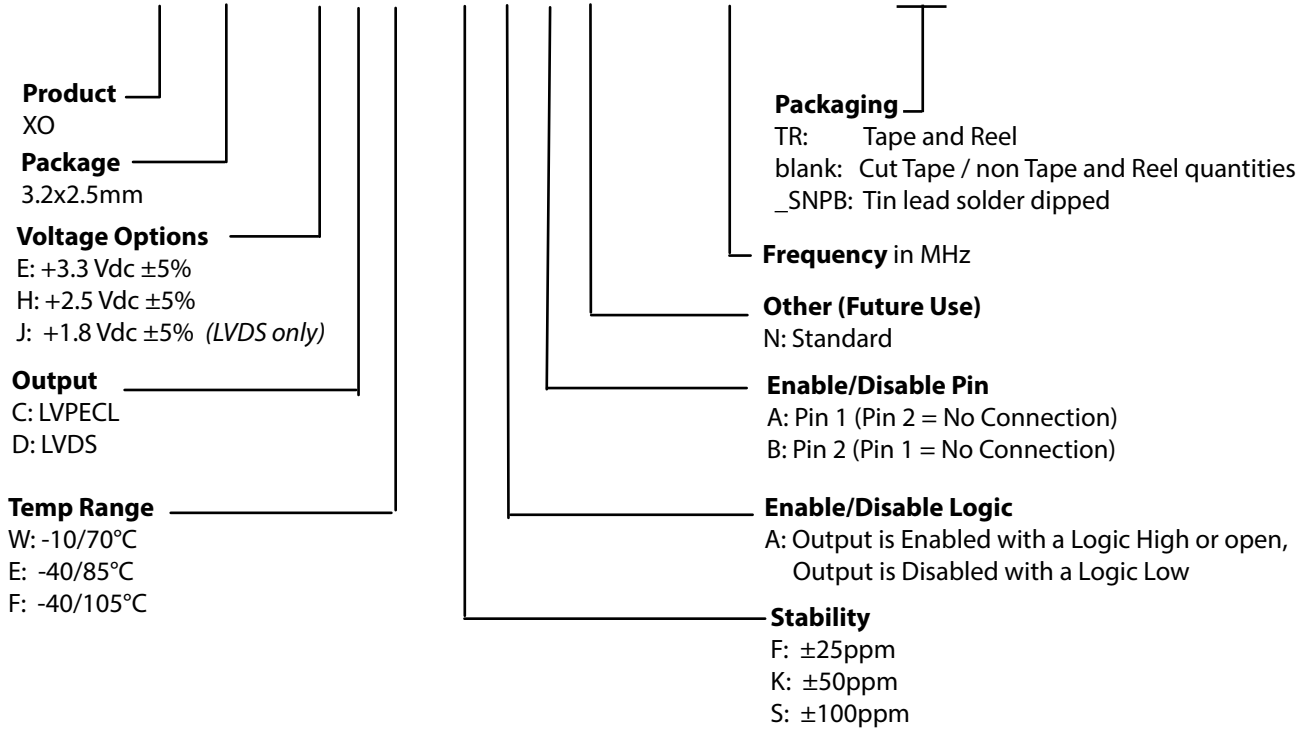 Product
XO
Package
3.2x2.5mm
Voltage Options
E: +3.3 Vdc ±5%
H: +2.5 Vdc ±5%
J: +1.8 Vdc ±5% (LVDS only)
Output
C: LVPECL
D: LVDS
Temp Range
W: -10/70°C
E: -40/85°C
F: -40/105°C
Packaging
TR: Tape and Reel
blank: Cut Tape / non Tape and Reel quantities
_SNPB: Tin lead solder dipped
Frequency in MHz
Other (Future Use)
N: Standard
Enable/Disable Pin
A: Pin 1 (Pin 2 = No Connection)
B: Pin 2 (Pin 1 = No Connection)
Enable/Disable Logic
A: Output is Enabled with a Logic High or open,
Output is Disabled with a Logic Low
Stability
F: ±25ppm
K: ±50ppm
S: ±100ppm